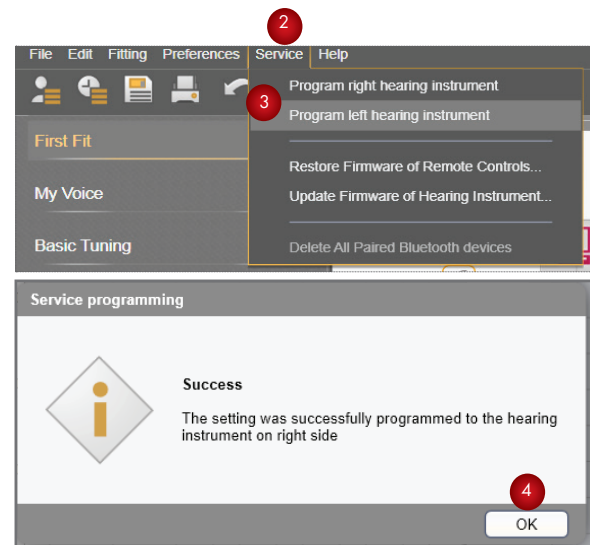 2
File Edit Fitting Preferences Service Help
Program right hearing instrument
3
Program left hearing instrument
First Fit
Restore Firmware of Remote Controls...
My Voice
Update Firmware of Hearing Instrument...
Basic Tuning
Delete All Paired Bluetooth devices
Service programming
Success
The setting was successfully programmed to the hearing
instrument on right side
4
OK